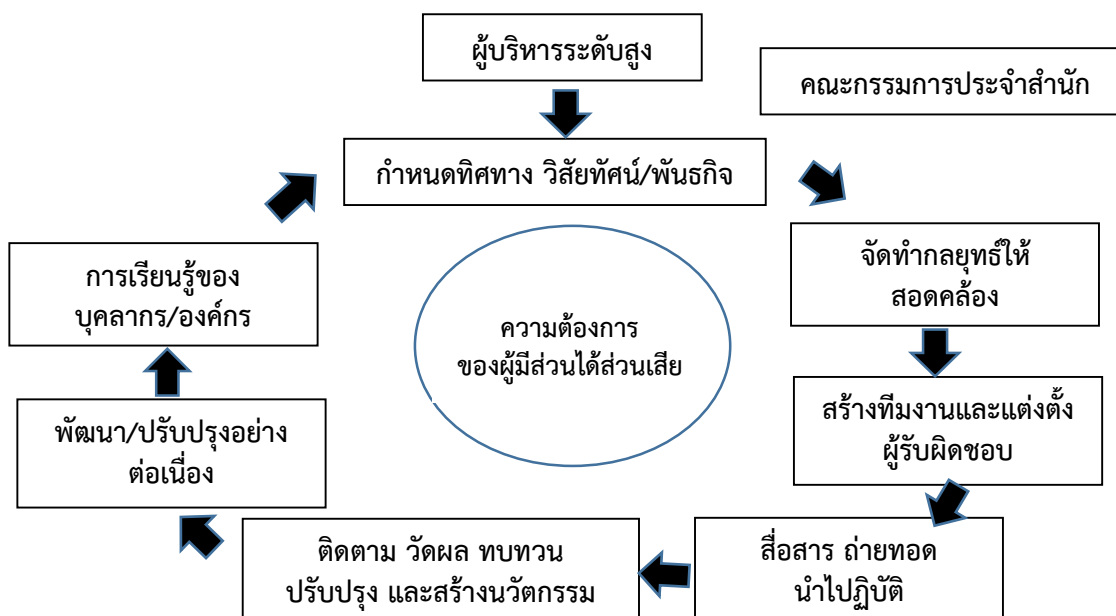 ผู้บริหารระดับสูง
คณะกรรมการประจำสำนัก
กำหนดทิศทาง วิสัยทัศน์/พันธกิจ
จัดทำกลยุทธ์ให้
สอดคล้อง
สร้างทีมงานและแต่งตั้ง
ผู้รับผิดชอบ
สื่อสาร ถ่ายทอด
นำไปฏิบัติ
ติดตาม วัดผล ทบทวน
ปรับปรุง และสร้างนวัตกรรม
พัฒนา/ปรับปรุงอย่าง
ต่อเนื่อง
การเรียนรู้ของ
บุคลากร/องค์กร
ความต้องการ
ของผู้มีส่วนได้ส่วนเสีย